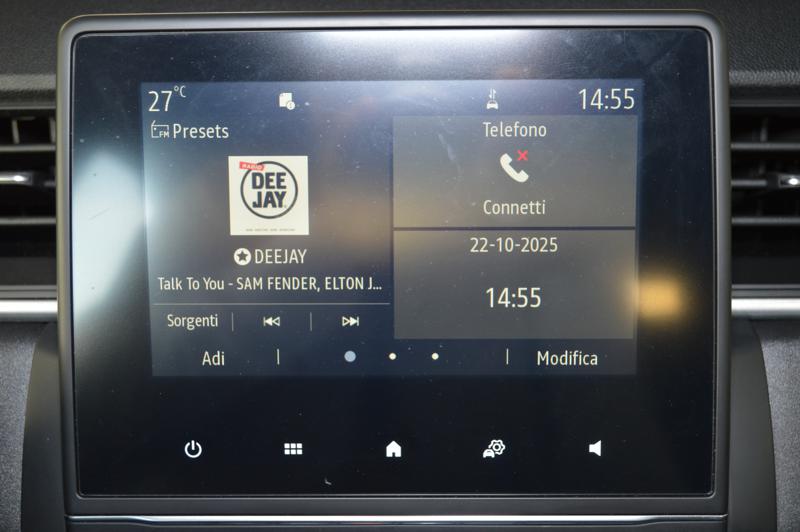 27°C
14:55
FM Presets
RADIO
DEE
JAY
DEEJAY
Talk To You - SAM FENDER, ELTON J...
Sorgenti
Adi
Telefono
Connetti
22-10-2025
14:55
Modifica